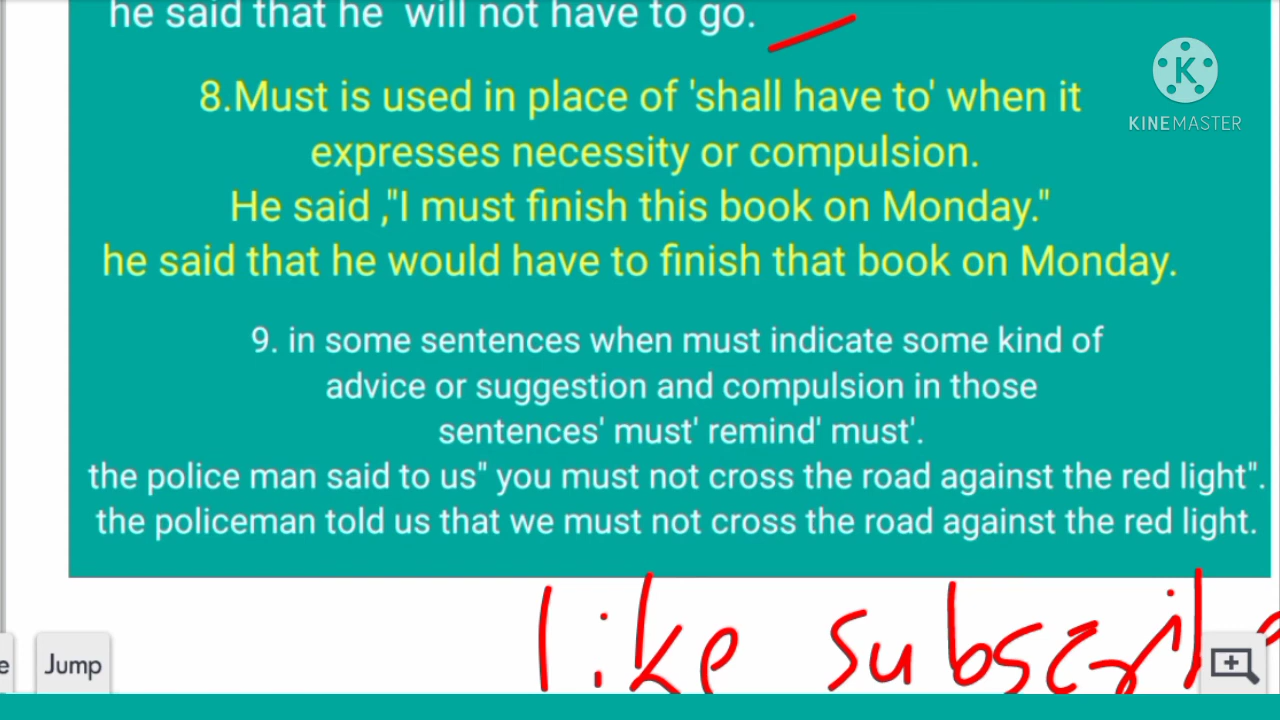 he said that he will not have to go.
8.Must is used in place of 'shall have to' when it
expresses necessity or compulsion.
He said ,"I must finish this book on Monday."
he said that he would have to finish that book on Monday.
9. in some sentences when must indicate some kind of
advice or suggestion and compulsion in those
sentences' must' remind' must'.
the police man said to us" you must not cross the road against the red light".
the policeman told us that we must not cross the road against the red light.
K
KINEMASTER
like subscri
e
Jump